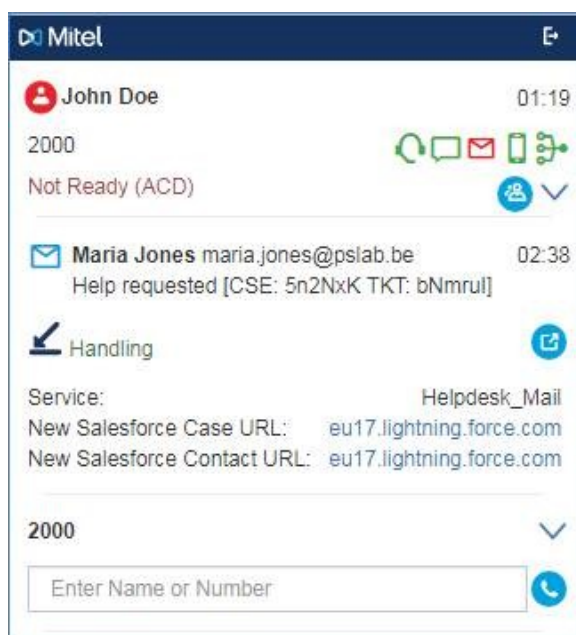 Mitel
John Doe 01:19
2000
Not Ready (ACD)
Maria Jones maria.jones@pslab.be 02:38
Help requested [CSE: 5n2NxK TKT: bNmrul]
Handling
Service: Helpdesk_Mail
New Salesforce Case URL: eu17.lightning.force.com
New Salesforce Contact URL: eu17.lightning.force.com
2000
Enter Name or Number